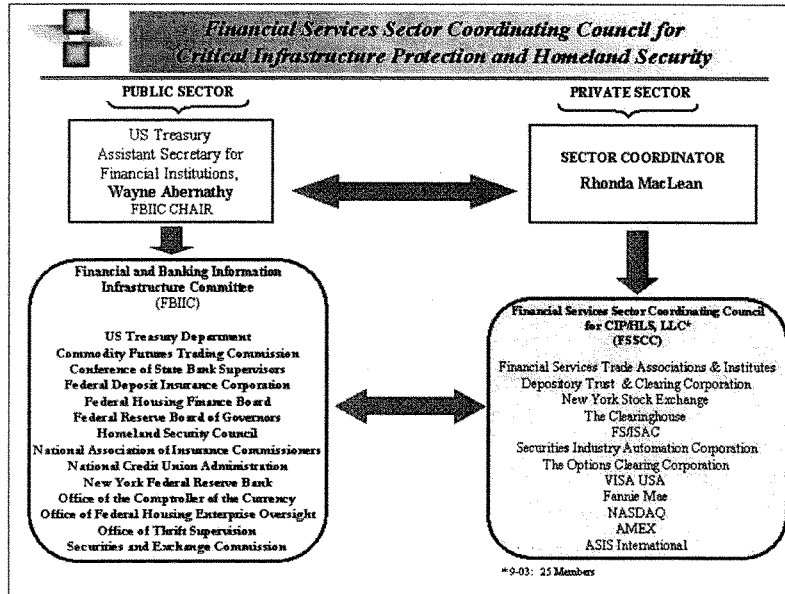 Financial Services Sector Coordinating Council for
Critical Infrastructure Protection and Homeland Security
PUBLIC SECTOR
US Treasury
Assistant Secretary for
Financial Institutions,
Wayne Abernathy
FBIIC CHAIR
Financial and Banking Information
Infrastructure Committee
(FBIIC)
US Treasury Department
Commodity Futures Trading Commission
Conference of State Bank Supervisors
Federal Deposit Insurance Corporation
Federal Housing Finance Board
Federal Reserve Board of Governors
Homeland Security Council
National Association of Insurance Commissioners
National Credit Union Administration
New York Federal Reserve Bank
Office of the Comptroller of the Currency
Office of Federal Housing Enterprise Oversight
Office of Thrift Supervision
Securities and Exchange Commission
PRIVATE SECTOR
SECTOR COORDINATOR
Rhonda MacLean
Financial Services Sector Coordinating Council
for CIP/HLS, LLC*
(FSSCC)
Financial Services Trade Associations & Institutes
Depository Trust & Clearing Corporation
New York Stock Exchange
The Clearinghouse
FS/ISAC
Securities Industry Automation Corporation
The Options Clearing Corporation
VISA USA
Fannie Mae
NASDAQ
AMEX
ASIS International
*9-03: 25 Members